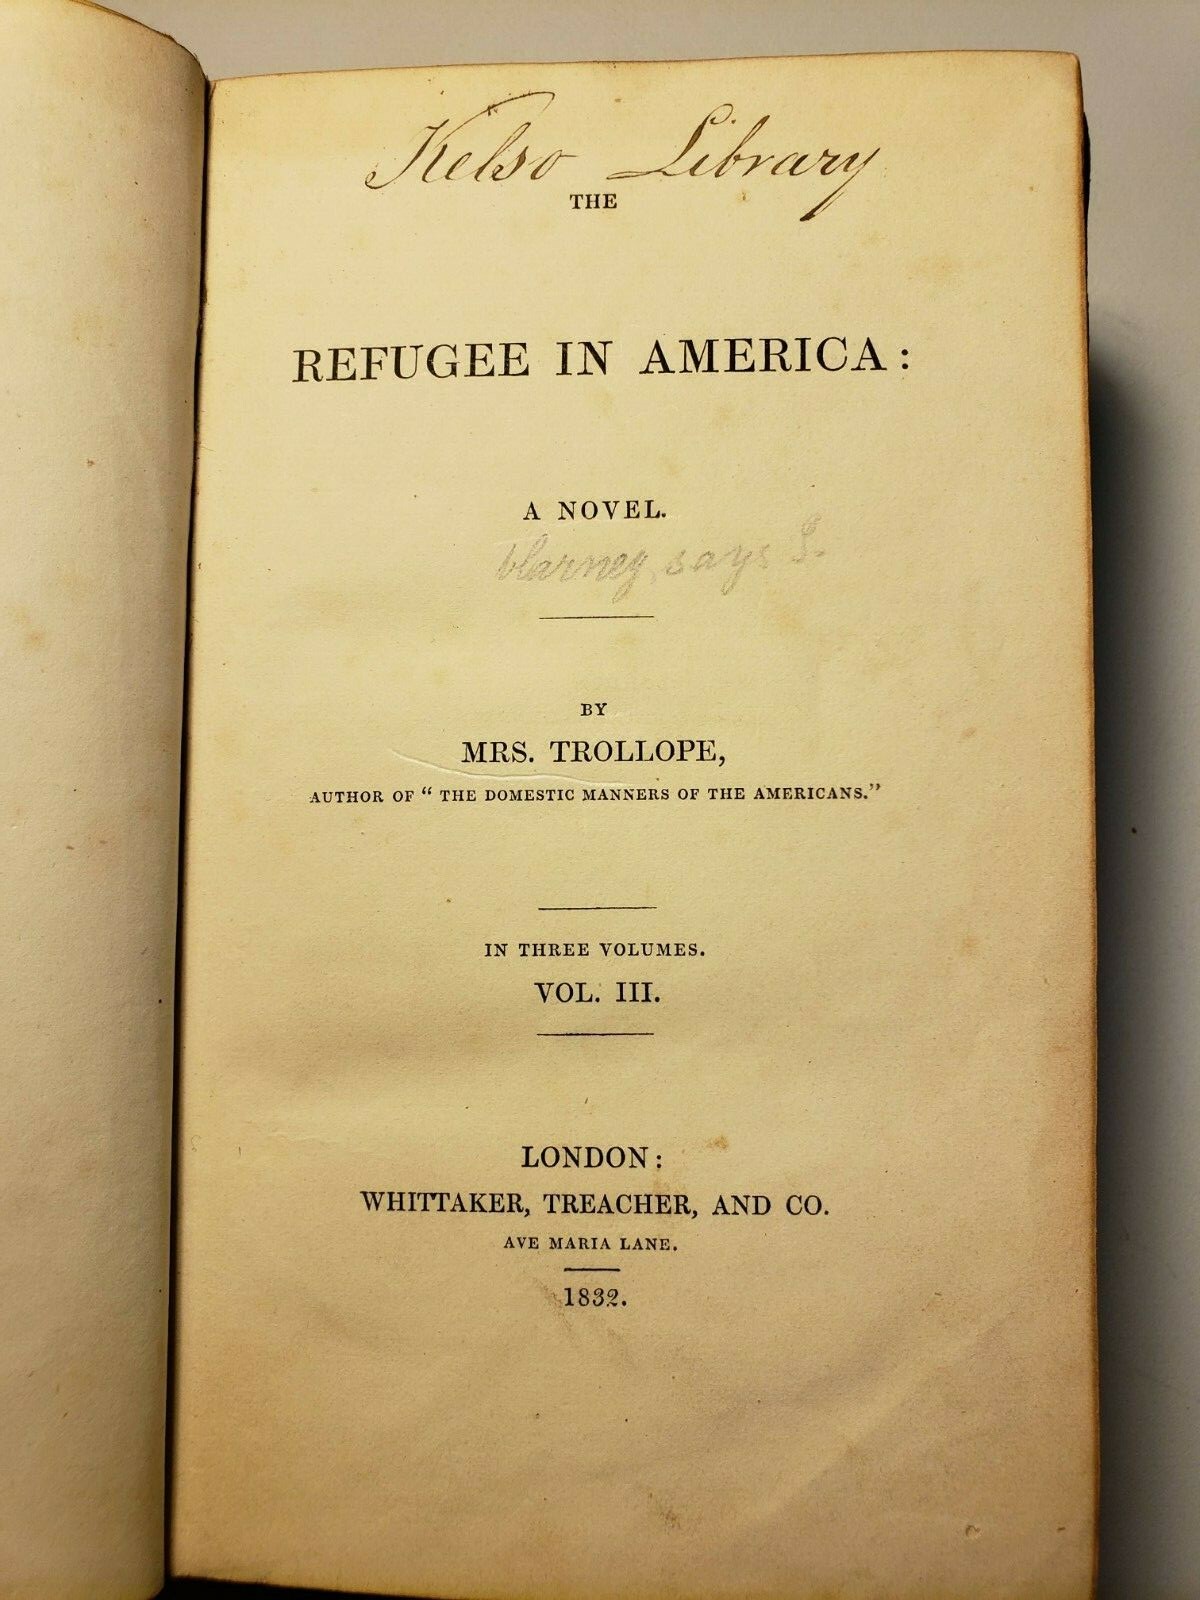 Kelso Library
THE
REFUGEE IN AMERICA:
A NOVEL.
blarney says I.
BY
MRS. TROLLOPE,
AUTHOR OF “ THE DOMESTIC MANNERS OF THE AMERICANS.”
IN THREE VOLUMES.
VOL. III.
LONDON:
WHITTAKER, TREACHER, AND CO.
AVE MARIA LANE.
1832.